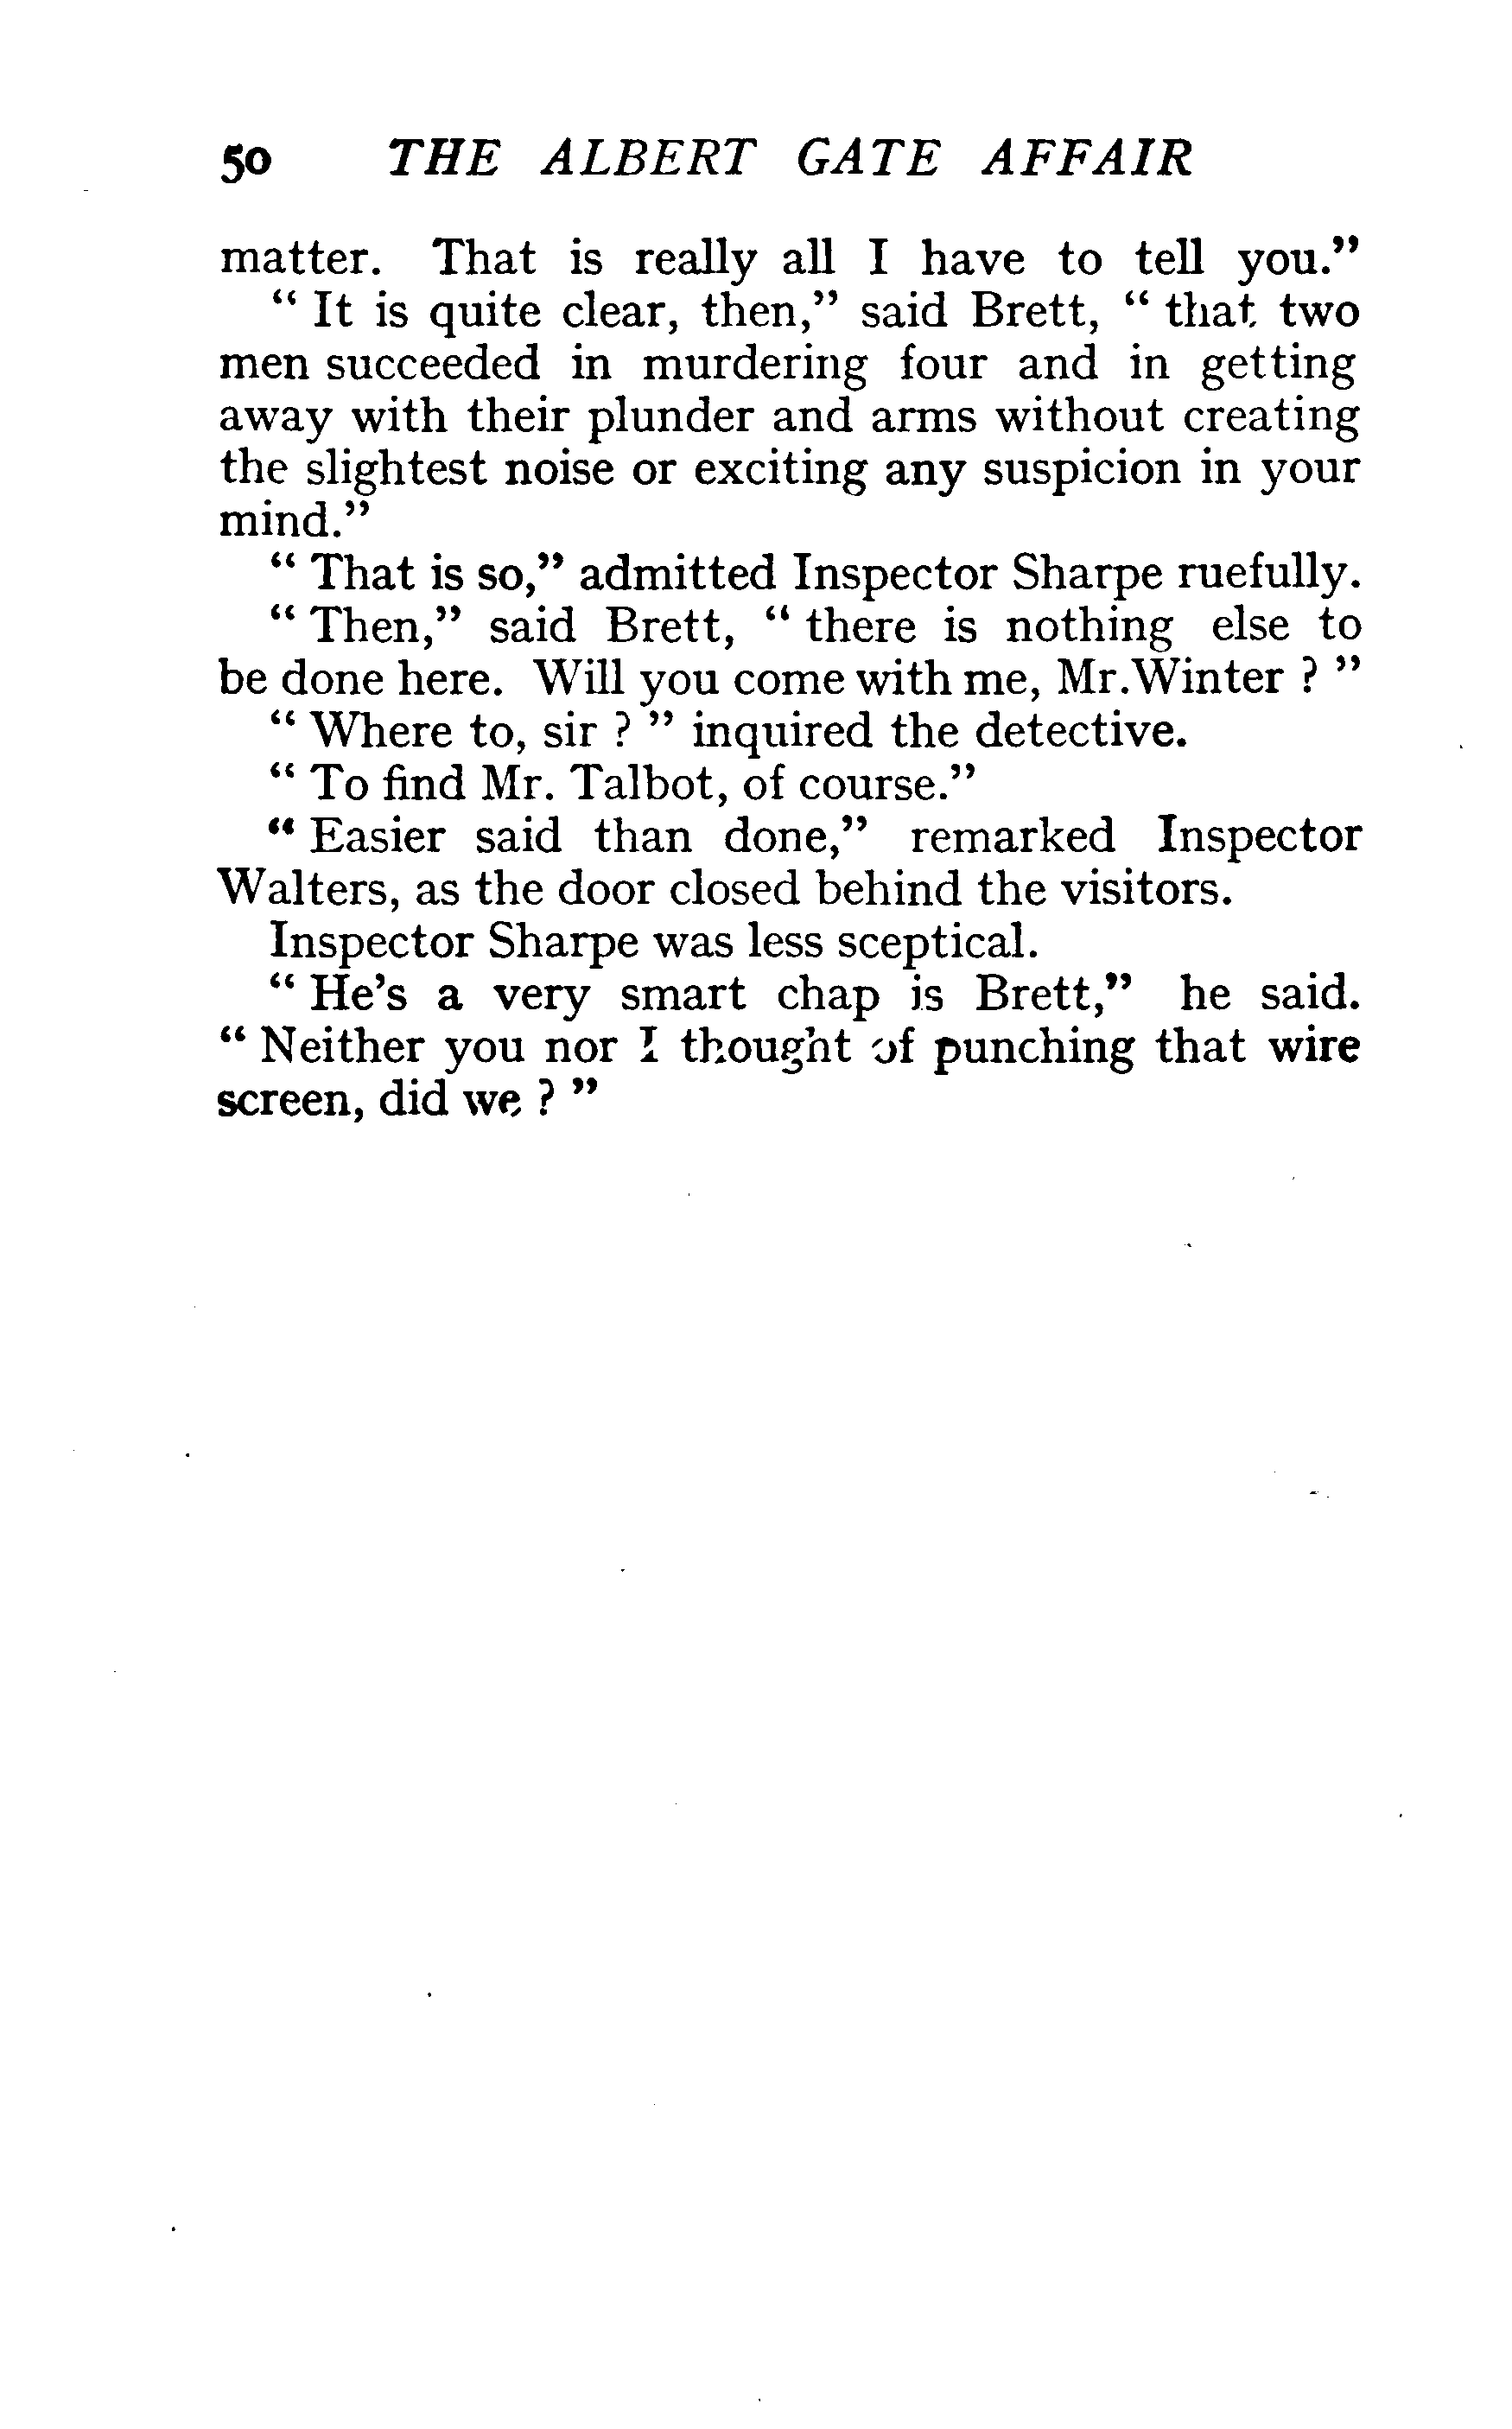 50 THE ALBERT GATE AFFAIR
matter. That is really all I have to tell you.”
“ It is quite clear, then,” said Brett, “ that two
men succeeded in murdering four and in getting
away with their plunder and arms without creating
the slightest noise or exciting any suspicion in your
mind.”
“ That is so,” admitted Inspector Sharpe ruefully.
“ Then,” said Brett, “ there is nothing else to
be done here. Will you come with me, Mr.Winter ? ”
“ Where to, sir ? ” inquired the detective.
“ To find Mr. Talbot, of course.”
“ Easier said than done,” remarked Inspector
Walters, as the door closed behind the visitors.
Inspector Sharpe was less sceptical.
“ He’s a very smart chap is Brett,” he said.
“ Neither you nor I thought of punching that wire
screen, did we ? ”